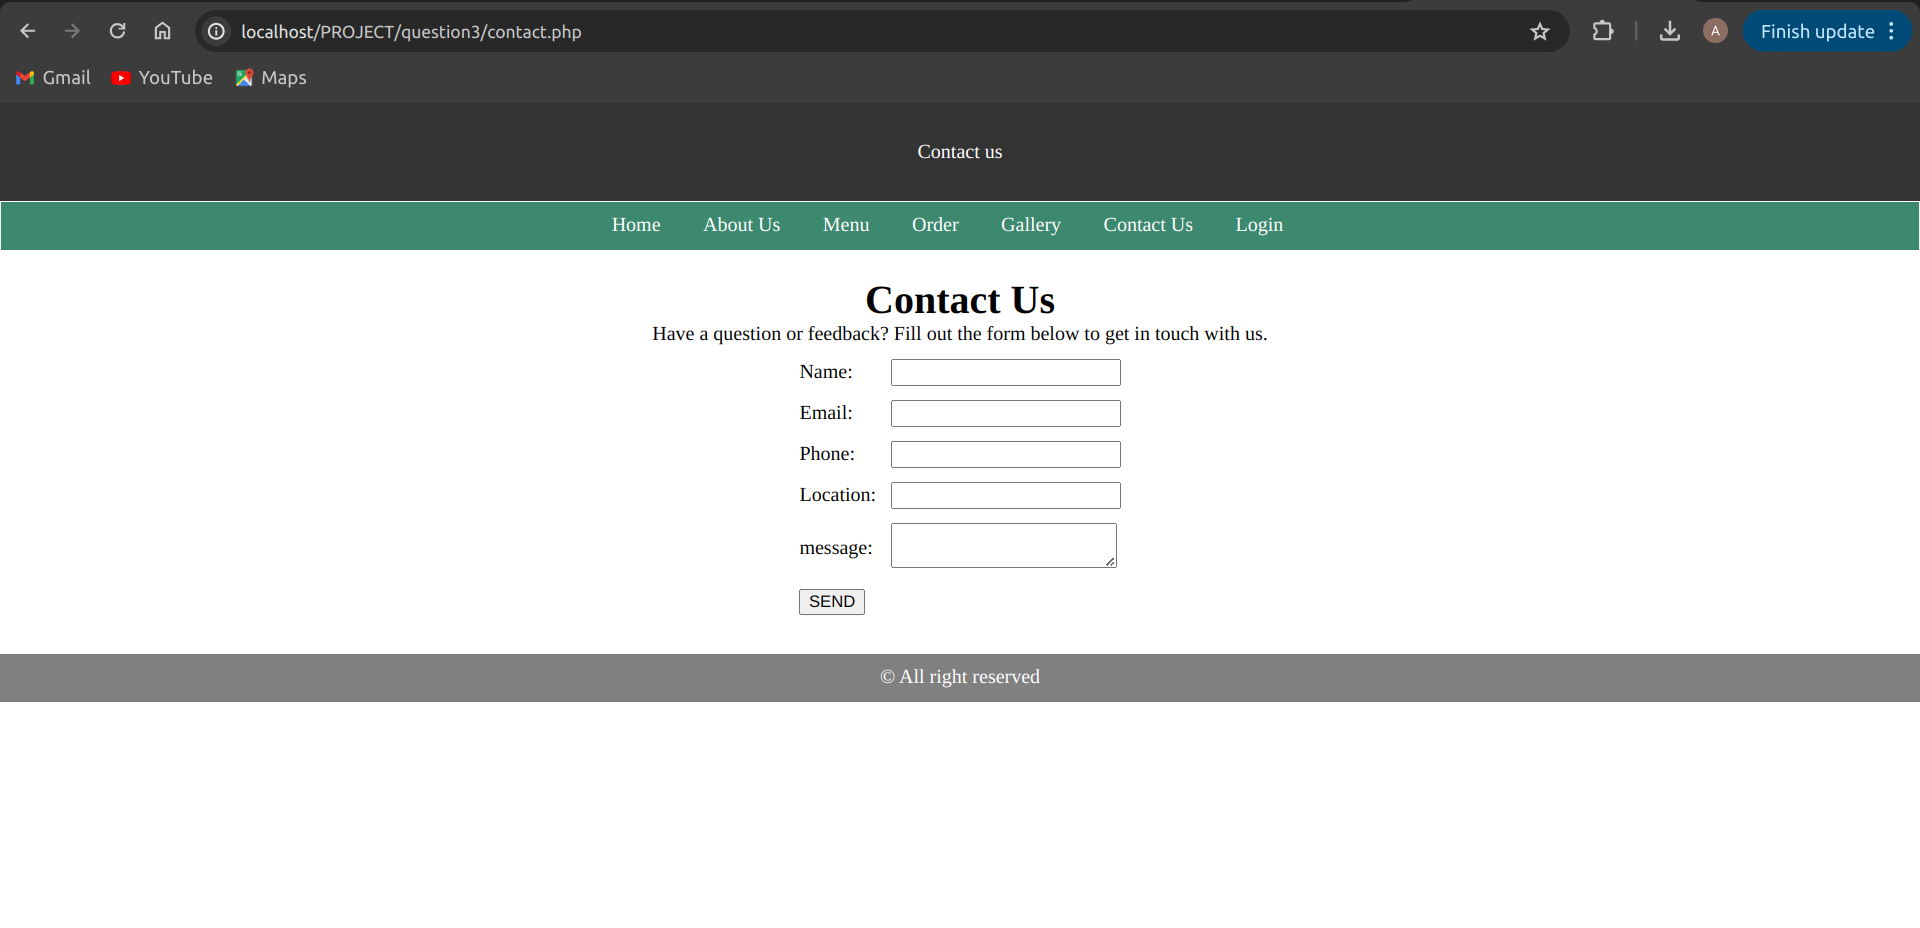 localhost/PROJECT/question3/contact.php
A
Finish update
Gmail YouTube Maps
Contact us
Home About Us Menu Order Gallery Contact Us Login
Contact Us
Have a question or feedback? Fill out the form below to get in touch with us.
Name:
Email:
Phone:
Location:
message:
SEND
© All right reserved